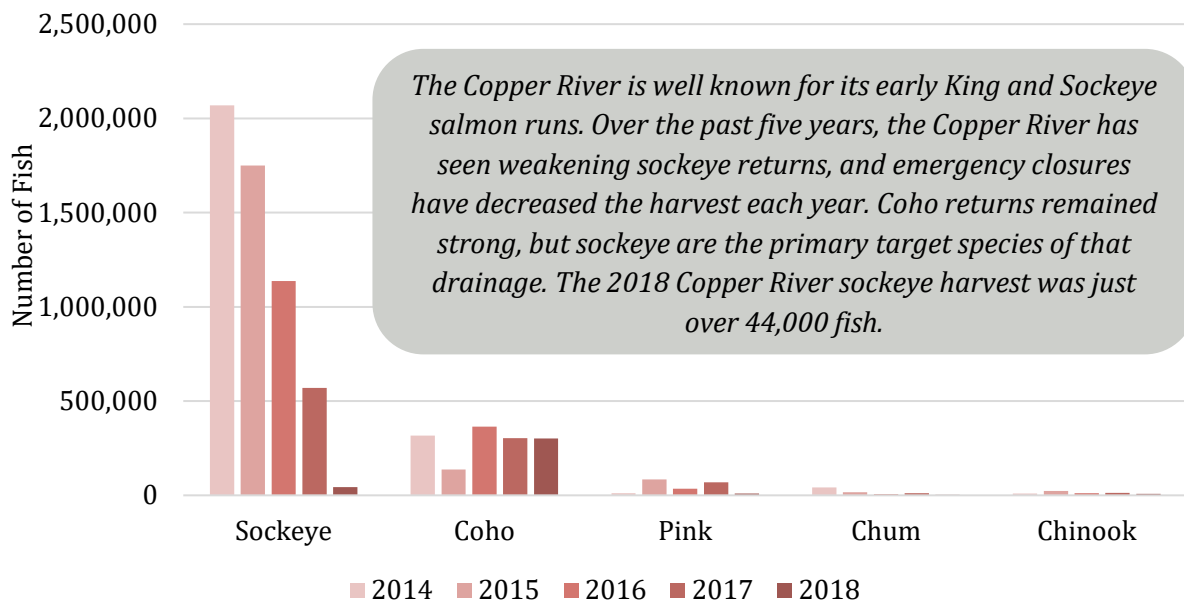 2,500,000
2,000,000
1,500,000
1,000,000
500,000
0
Number of Fish
The Copper River is well known for its early King and Sockeye
salmon runs. Over the past five years, the Copper River has
seen weakening sockeye returns, and emergency closures
have decreased the harvest each year. Coho returns remained
strong, but sockeye are the primary target species of that
drainage. The 2018 Copper River sockeye harvest was just
over 44,000 fish.
Sockeye Coho Pink Chum Chinook
2014 2015 2016 2017 2018